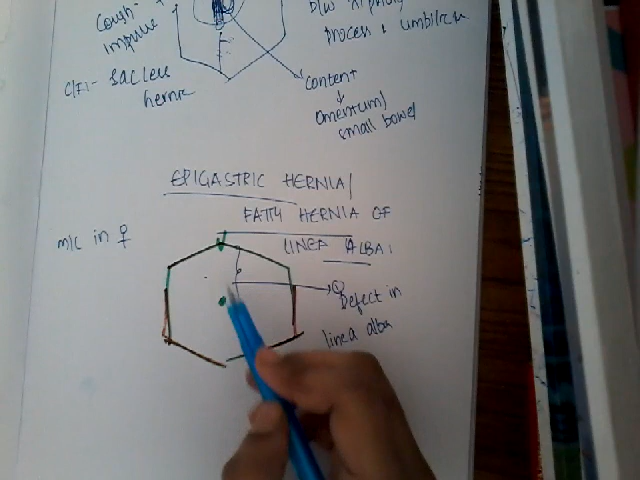 Cough
impulse
b/w Xiphoid
process & umbilicus
C/F:- Sacless
hernia
Content
↓
Omentum/
small bowel
EPIGASTRIC HERNIA/
FATTY HERNIA OF
LINEA ALBA:
M/C in ♀
① Defect in
linea alba